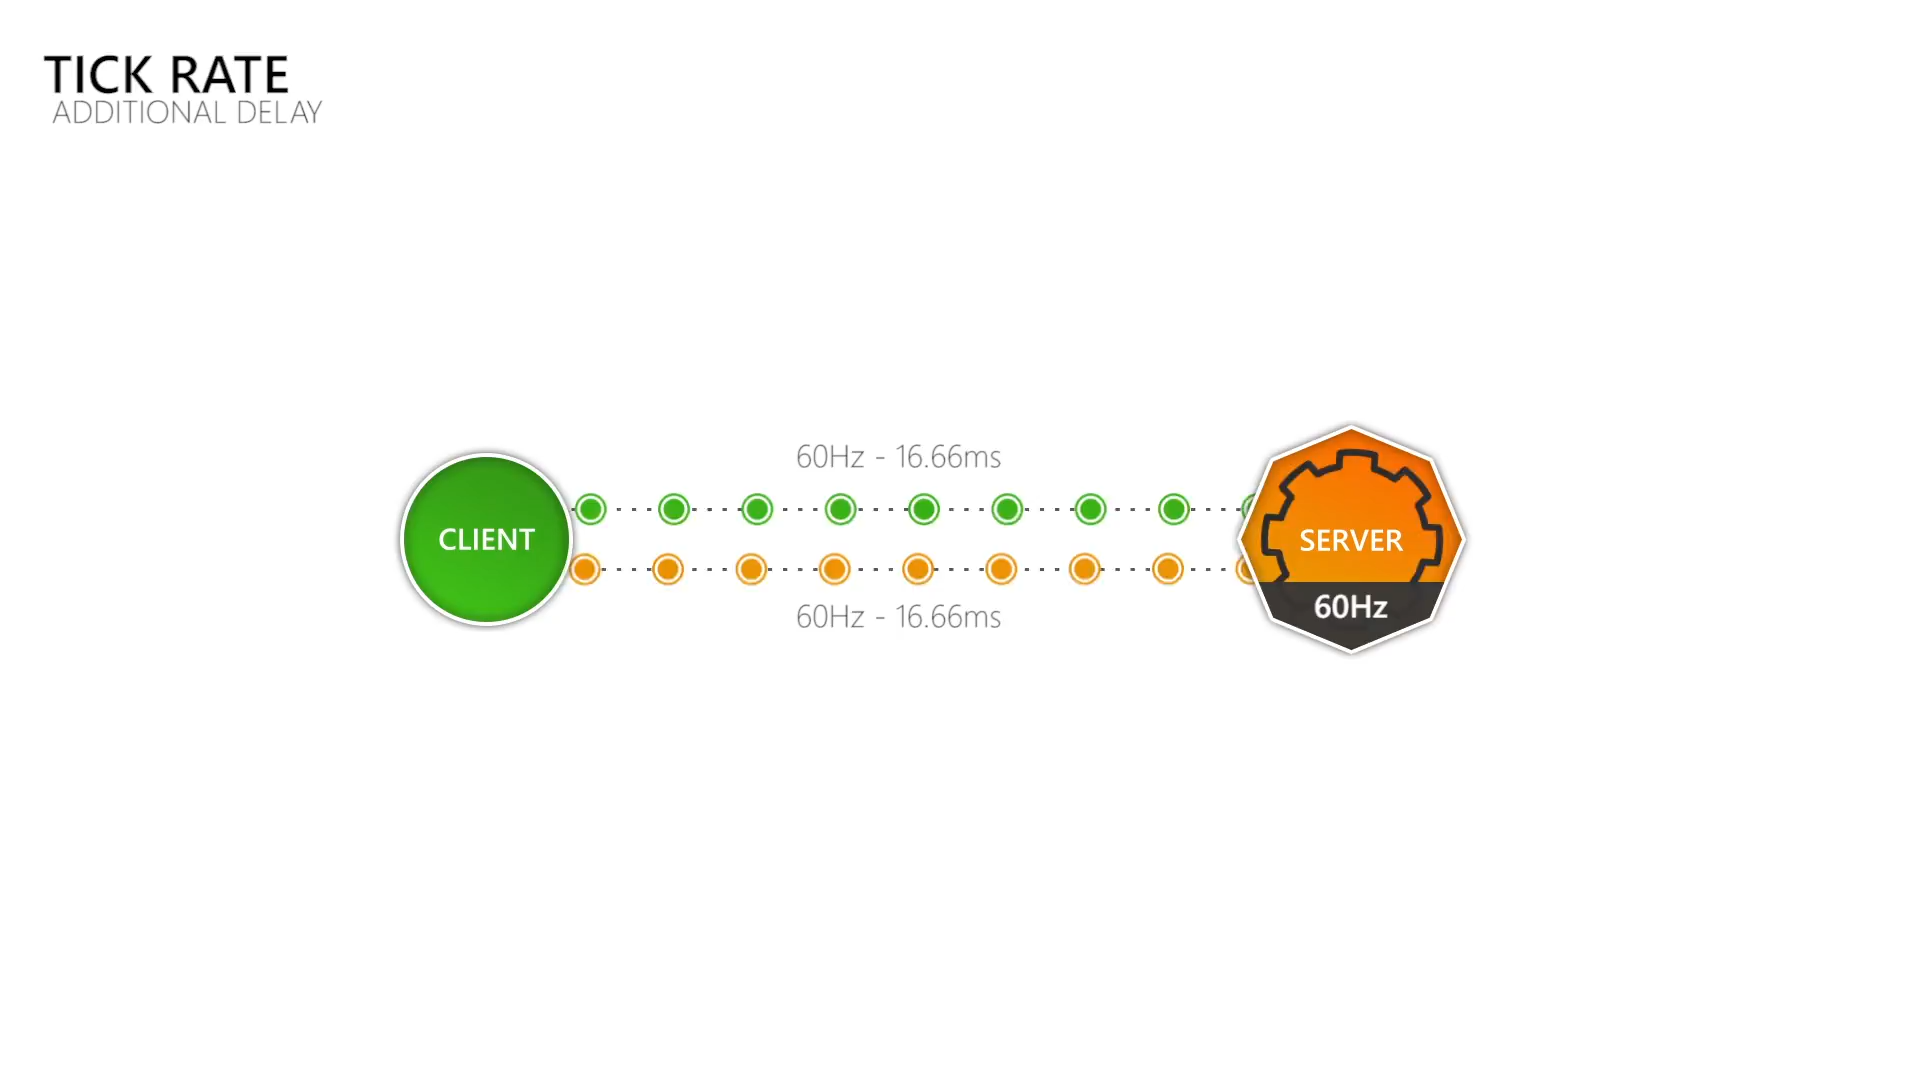 TICK RATE
ADDITIONAL DELAY
60Hz - 16.66ms
CLIENT
SERVER
60Hz
60Hz - 16.66ms